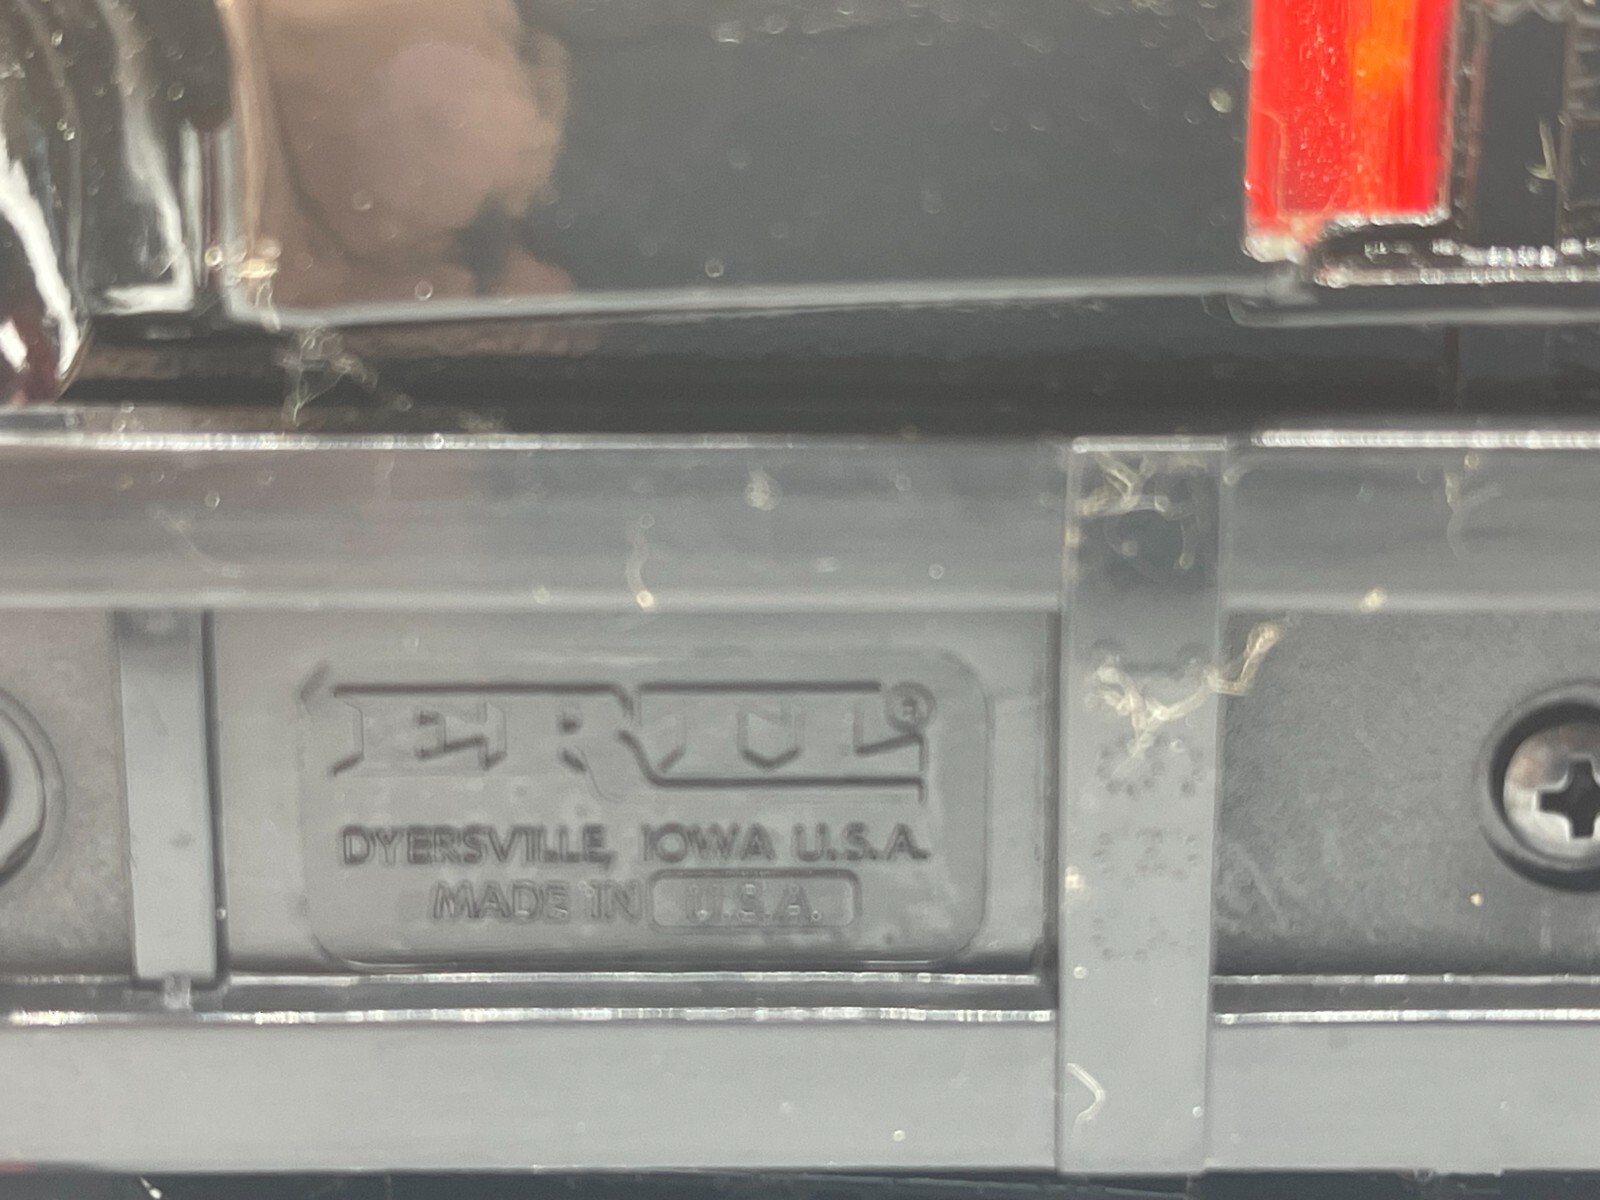 ERTL®
DYERSVILLE, IOWA U.S.A.
MADE IN U.S.A.